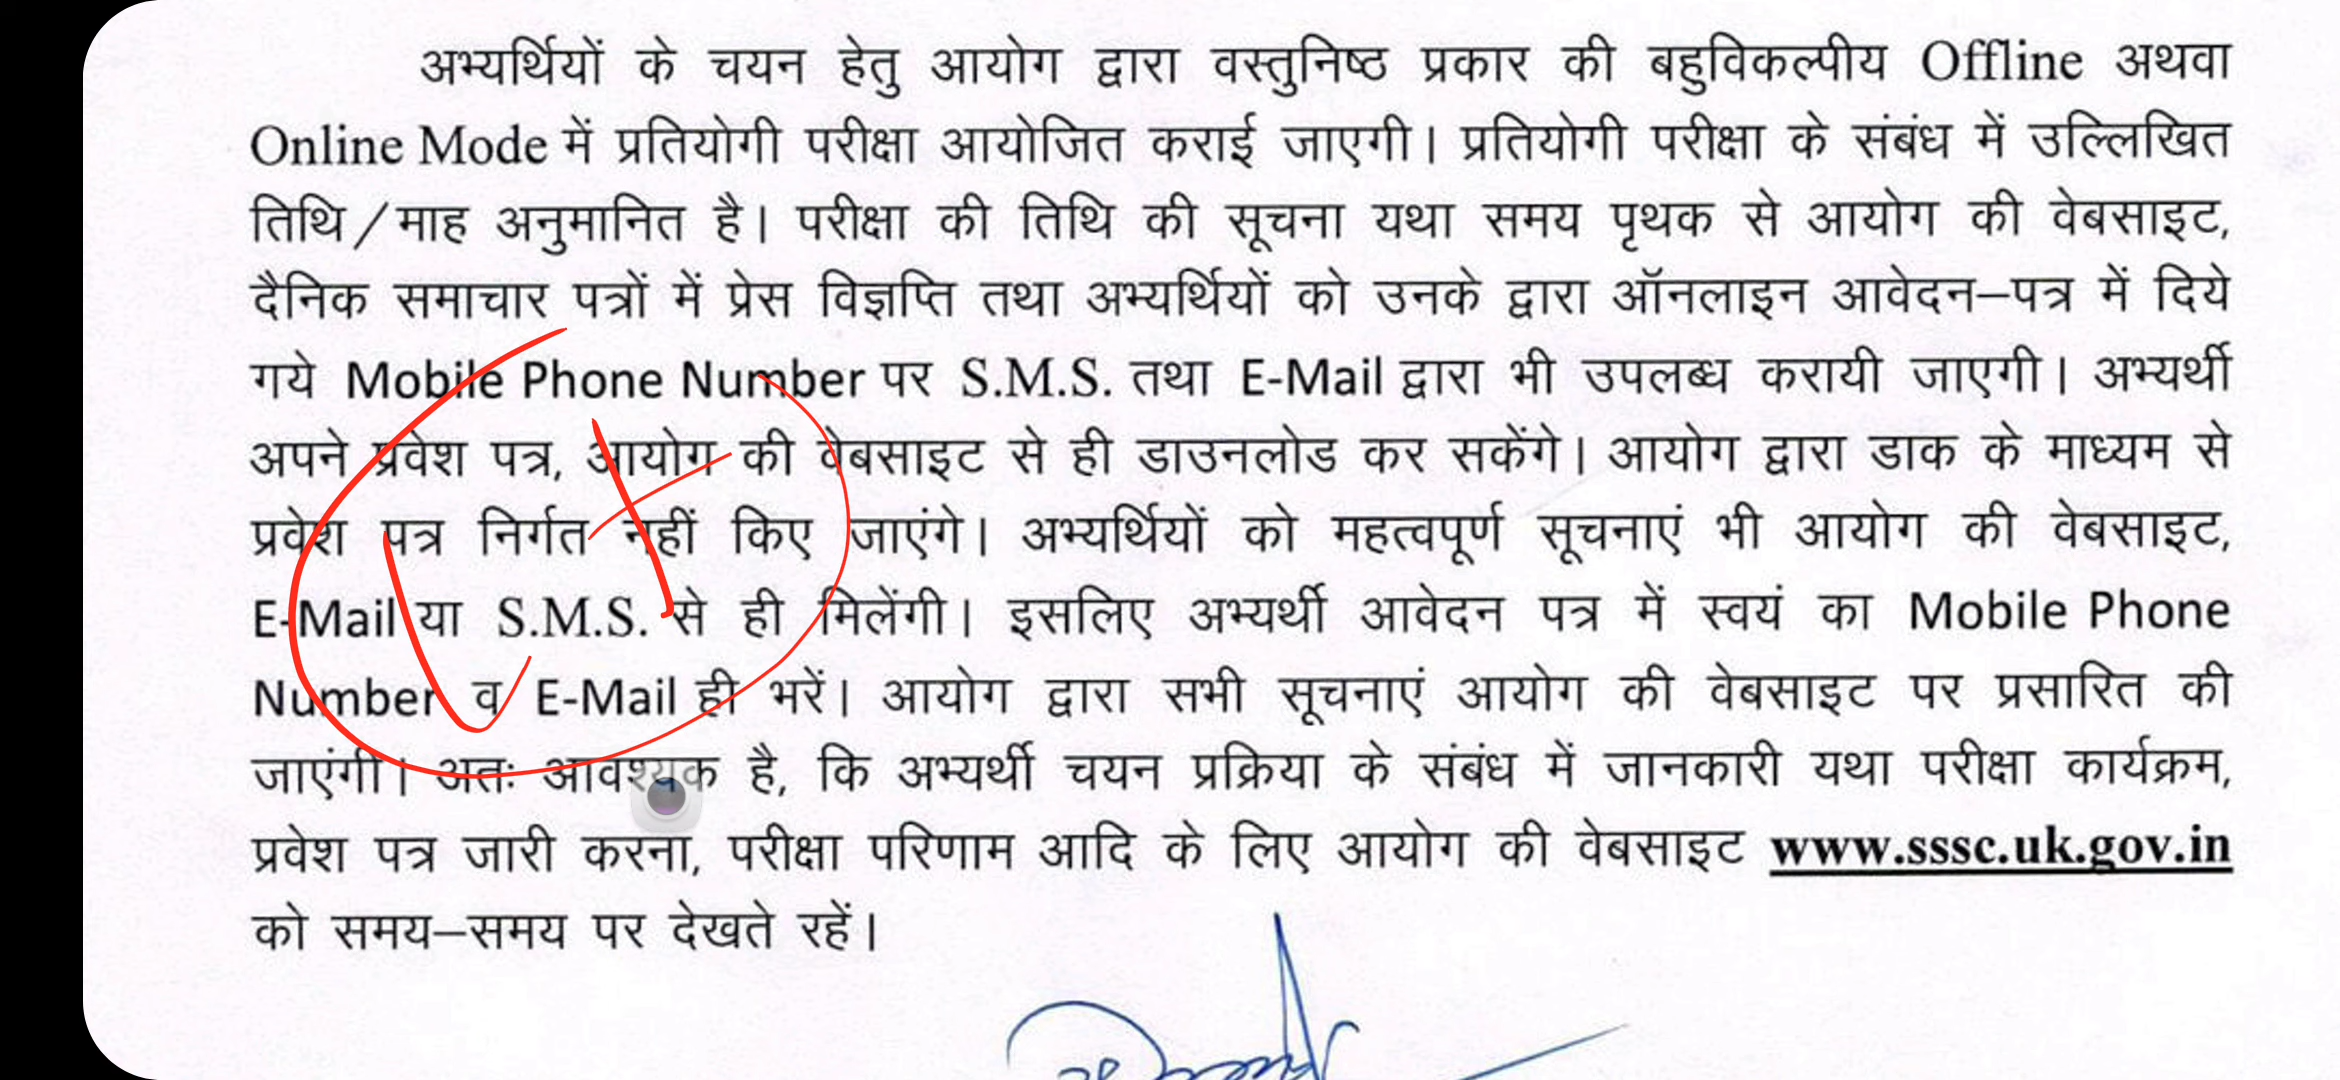 अभ्यर्थियों के चयन हेतु आयोग द्वारा वस्तुनिष्ठ प्रकार की बहुविकल्पीय Offline अथवा
Online Mode में प्रतियोगी परीक्षा आयोजित कराई जाएगी। प्रतियोगी परीक्षा के संबंध में उल्लिखित
तिथि/माह अनुमानित है। परीक्षा की तिथि की सूचना यथा समय पृथक से आयोग की वेबसाइट,
दैनिक समाचार पत्रों में प्रेस विज्ञप्ति तथा अभ्यर्थियों को उनके द्वारा ऑनलाइन आवेदन–पत्र में दिये
गये Mobile Phone Number पर S.M.S. तथा E-Mail द्वारा भी उपलब्ध करायी जाएगी। अभ्यर्थी
अपने प्रवेश पत्र, आयोग की वेबसाइट से ही डाउनलोड कर सकेंगे। आयोग द्वारा डाक के माध्यम से
प्रवेश पत्र निर्गत नहीं किए जाएंगे। अभ्यर्थियों को महत्वपूर्ण सूचनाएं भी आयोग की वेबसाइट,
E-Mail या S.M.S. से ही मिलेंगी। इसलिए अभ्यर्थी आवेदन पत्र में स्वयं का Mobile Phone
Number व E-Mail ही भरें। आयोग द्वारा सभी सूचनाएं आयोग की वेबसाइट पर प्रसारित की
जाएंगी। अतः आवश्यक है, कि अभ्यर्थी चयन प्रक्रिया के संबंध में जानकारी यथा परीक्षा कार्यक्रम,
प्रवेश पत्र जारी करना, परीक्षा परिणाम आदि के लिए आयोग की वेबसाइट www.sssc.uk.gov.in
को समय–समय पर देखते रहें।